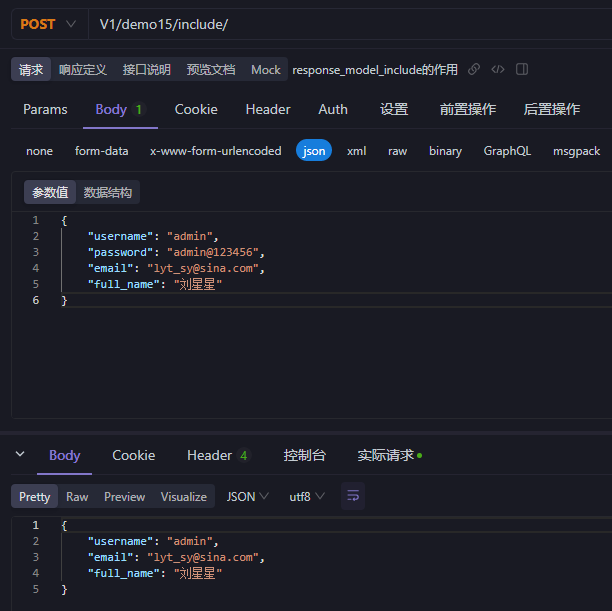 POST V1/demo15/include/
请求 响应定义 接口说明 预览文档 Mock response_model_include的作用
Params Body 1 Cookie Header Auth 设置 前置操作 后置操作
none form-data x-www-form-urlencoded json xml raw binary GraphQL msgpack
参数值 数据结构
1 {
2 "username": "admin",
3 "password": "admin@123456",
4 "email": "lyt_sy@sina.com",
5 "full_name": "刘星星"
6 }
Body Cookie Header 4 控制台 实际请求
Pretty Raw Preview Visualize JSON utf8
1 {
2 "username": "admin",
3 "email": "lyt_sy@sina.com",
4 "full_name": "刘星星"
5 }